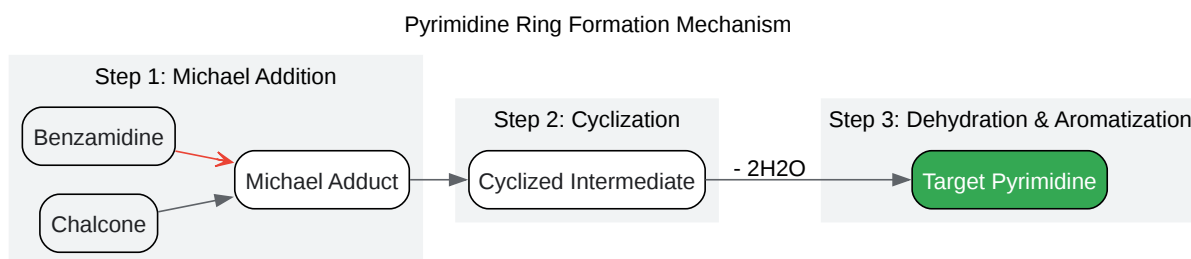 Pyrimidine Ring Formation Mechanism
Step 1: Michael Addition
Benzamidine
Chalcone
Michael Adduct
Step 2: Cyclization
Cyclized Intermediate
- 2H2O
Step 3: Dehydration & Aromatization
Target Pyrimidine